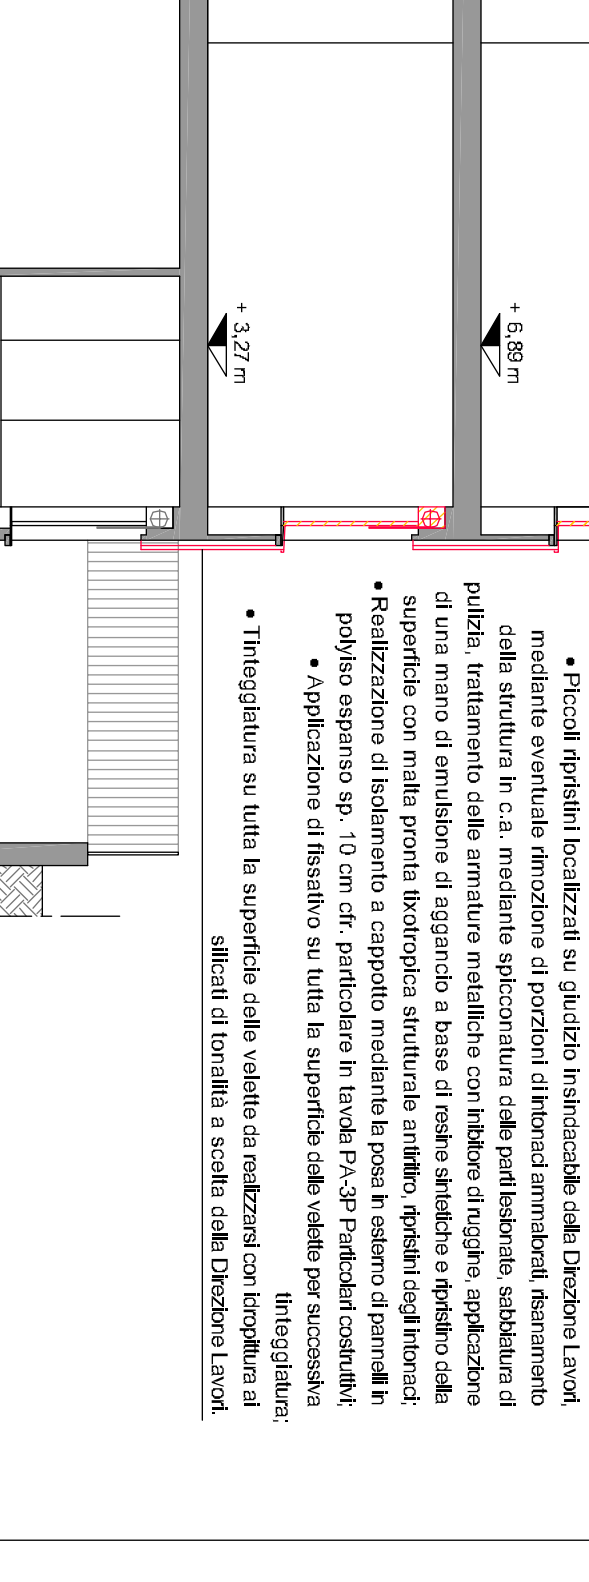 + 6,89 m
+ 3,27 m
• Piccoli ripristini localizzati su giudizio insindacabile della Direzione Lavori,
mediante eventuale rimozione di porzioni di intonaci ammalorati, risanamento
della struttura in c.a. mediante spicconatura delle parti lesionate, sabbiatura di
pulizia, trattamento delle armature metalliche con inibitore di ruggine, applicazione
di una mano di emulsione di aggancio a base di resine sintetiche e ripristino della
superficie con malta pronta tixotropica strutturale antiritiro, ripristini degli intonaci;
• Realizzazione di isolamento a cappotto mediante la posa in esterno di pannelli in
polyiso espanso sp. 10 cm cfr. particolare in tavola PA-3P Particolari costruttivi;
• Applicazione di fissativo su tutta la superficie delle velette per successiva
tinteggiatura;
• Tinteggiatura su tutta la superficie delle velette da realizzarsi con idropittura ai
silicati di tonalità a scelta della Direzione Lavori.